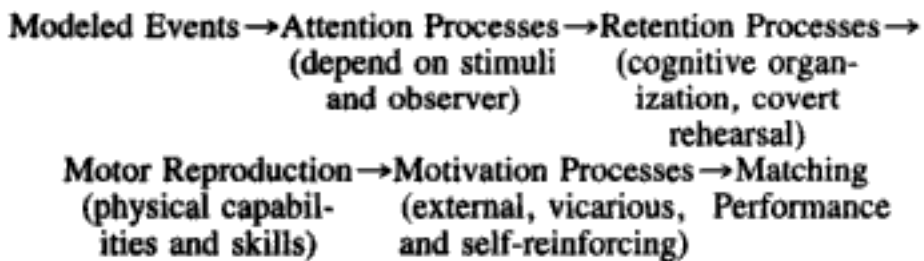 Modeled Events→Attention Processes→Retention Processes→
(depend on stimuli (cognitive organ-
and observer) ization, covert
rehearsal)
Motor Reproduction→Motivation Processes→Matching
(physical capabil- (external, vicarious, Performance
ities and skills) and self-reinforcing)